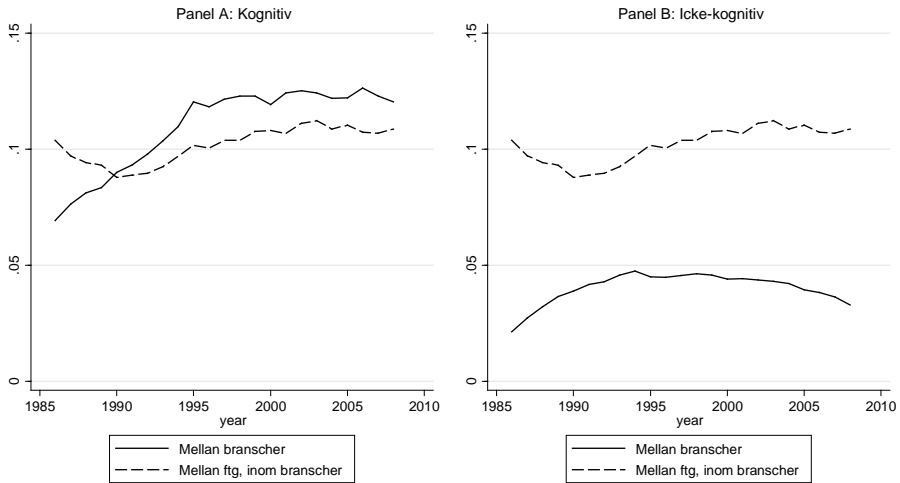 Panel A: Kognitiv
.15
.1
.05
0
1985 1990 1995 2000 2005 2010
year
Mellan branscher
Mellan ftg, inom branscher
Panel B: Icke-kognitiv
.15
.1
.05
0
1985 1990 1995 2000 2005 2010
year
Mellan branscher
Mellan ftg, inom branscher